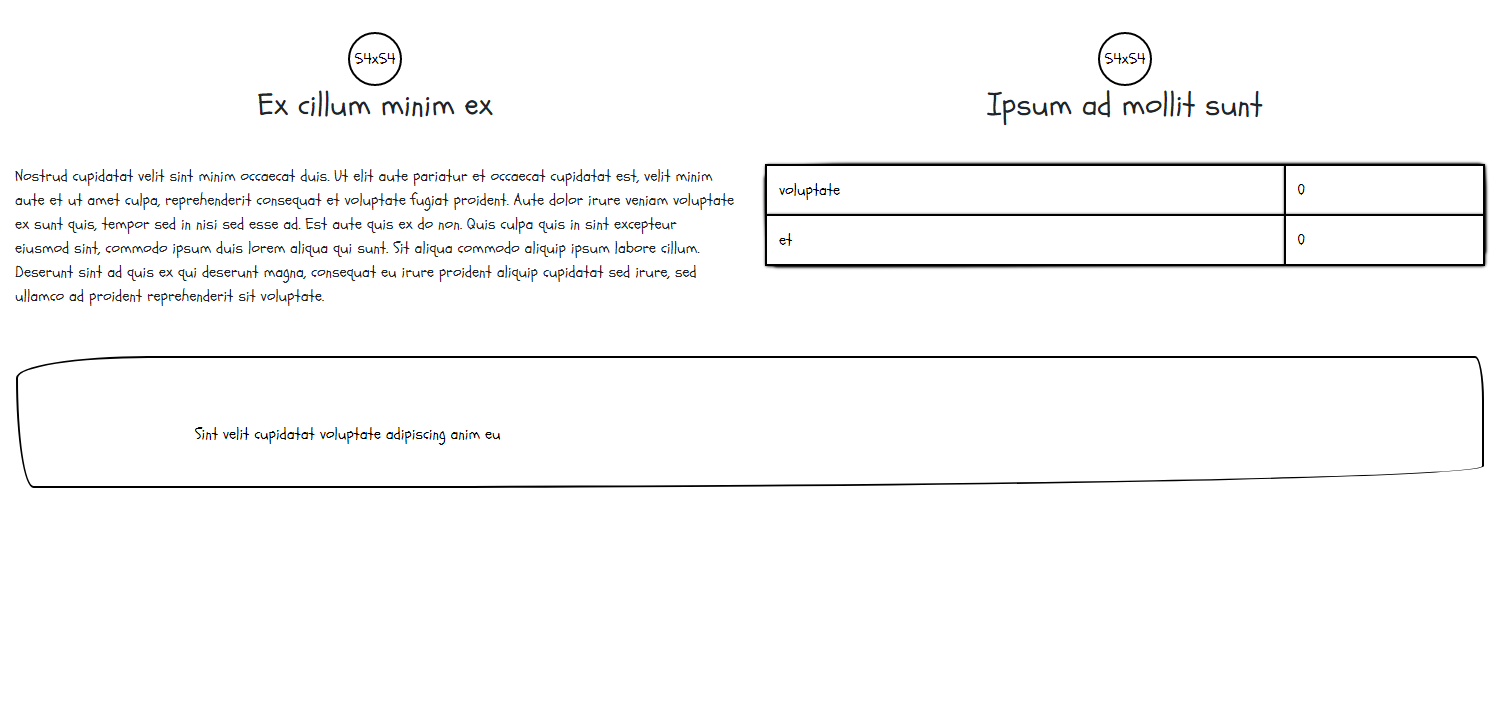 54x54
Ex cillum minim ex
Nostrud cupidatat velit sint minim occaecat duis. Ut elit aute pariatur et occaecat cupidatat est, velit minim
aute et ut amet culpa, reprehenderit consequat et voluptate fugiat proident. Aute dolor irure veniam voluptate
ex sunt quis, tempor sed in nisi sed esse ad. Est aute quis ex do non. Quis culpa quis in sint excepteur
eiusmod sint, commodo ipsum duis lorem aliqua qui sunt. Sit aliqua commodo aliquip ipsum labore cillum.
Deserunt sint ad quis ex qui deserunt magna, consequat eu irure proident aliquip cupidatat sed irure, sed
ullamco ad proident reprehenderit sit voluptate.
54x54
Ipsum ad mollit sunt
voluptate 0
et 0
Sint velit cupidatat voluptate adipiscing anim eu